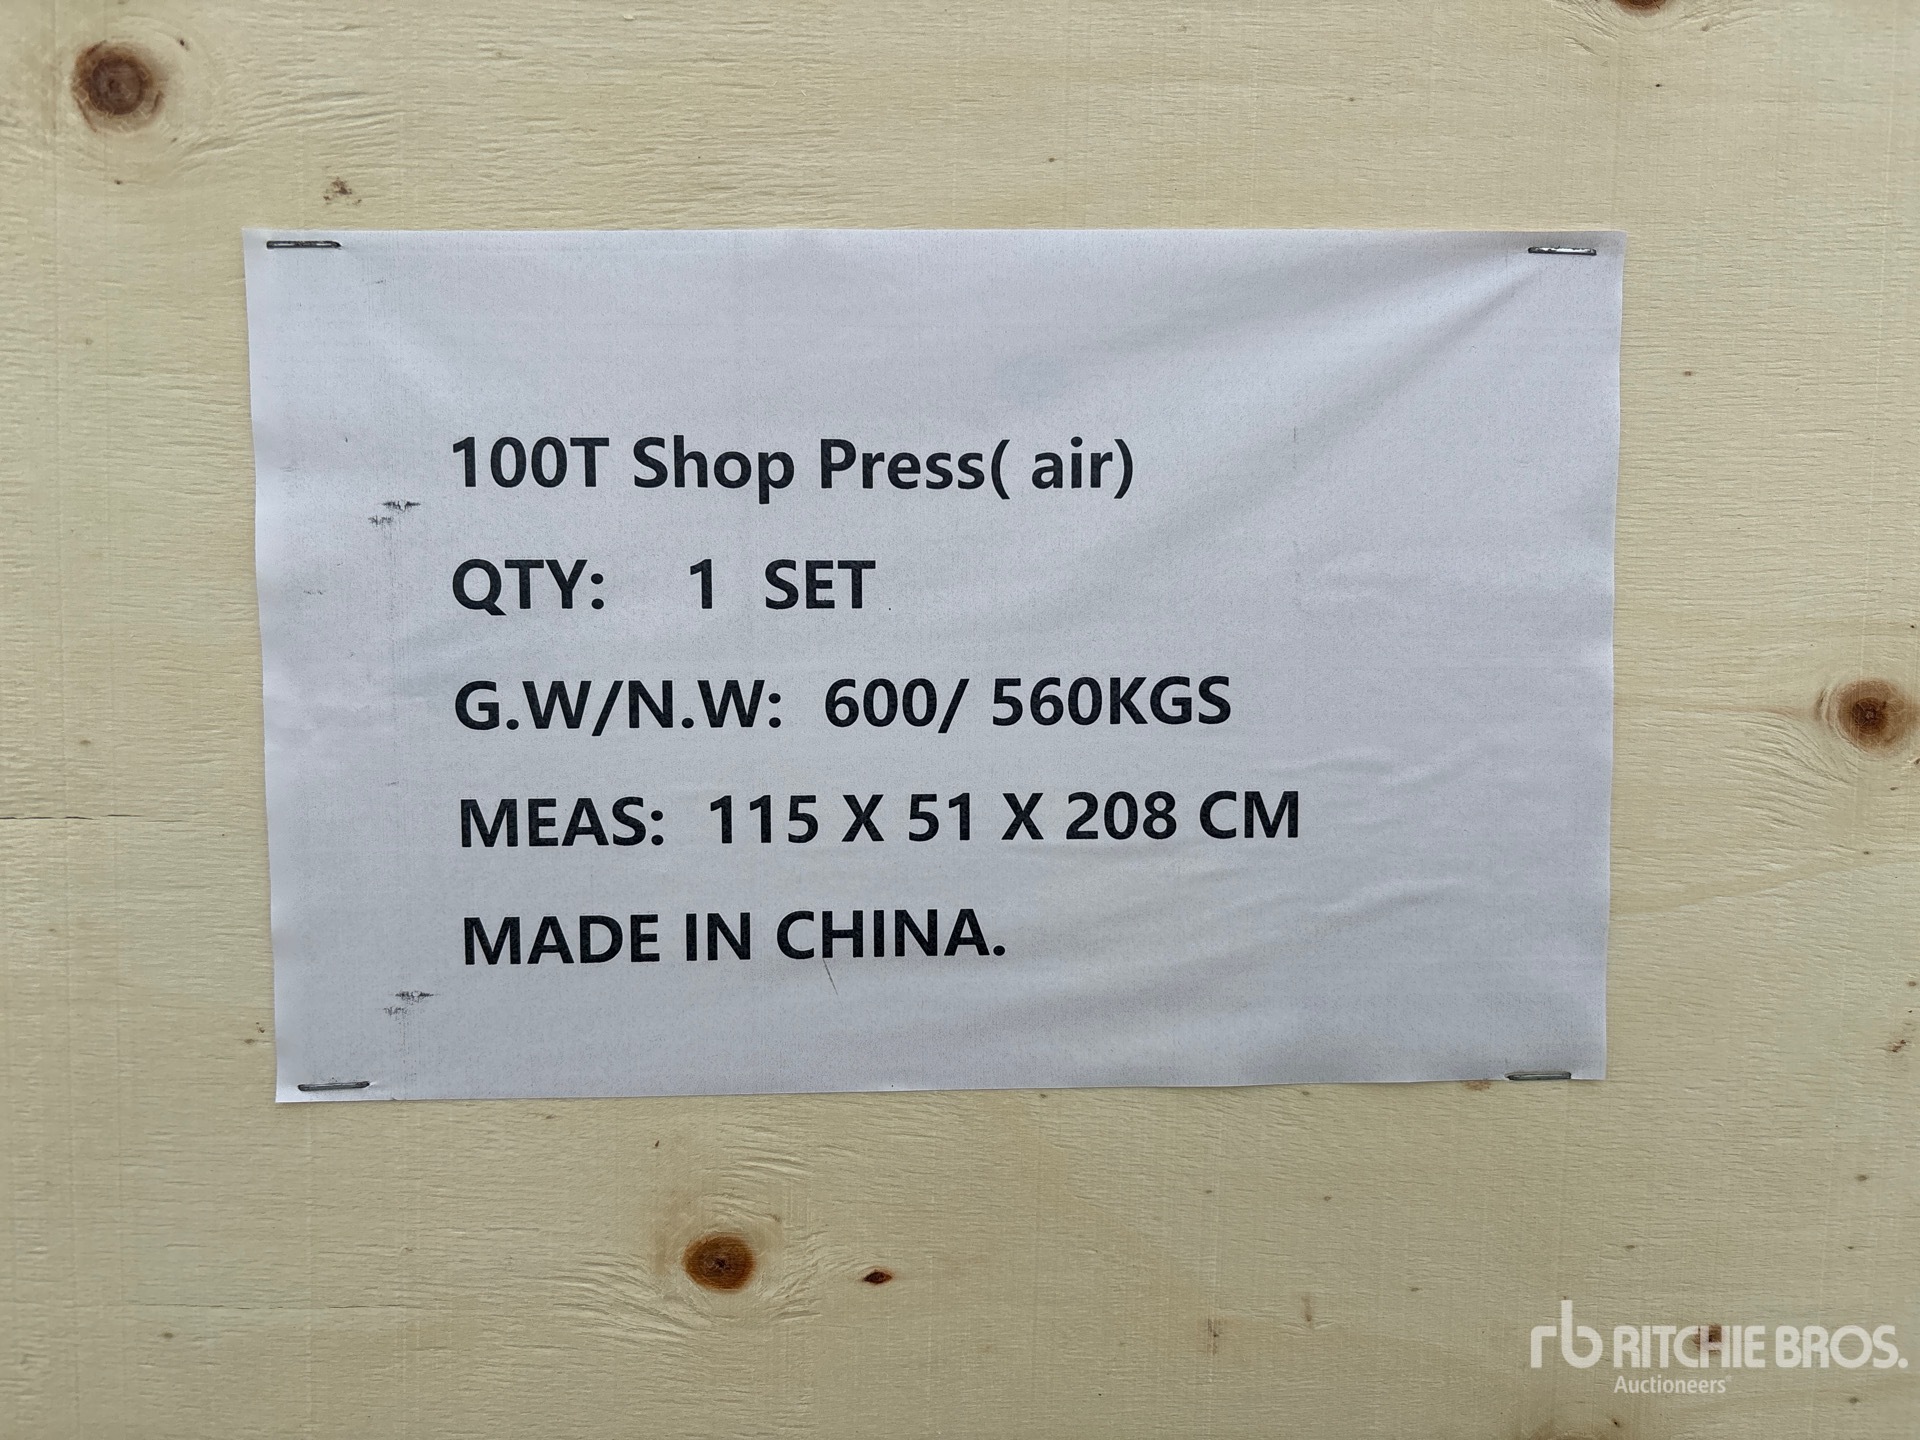 100T Shop Press( air)
QTY: 1 SET
G.W/N.W: 600/ 560KGS
MEAS: 115 X 51 X 208 CM
MADE IN CHINA.
rb RITCHIE BROS.
Auctioneers